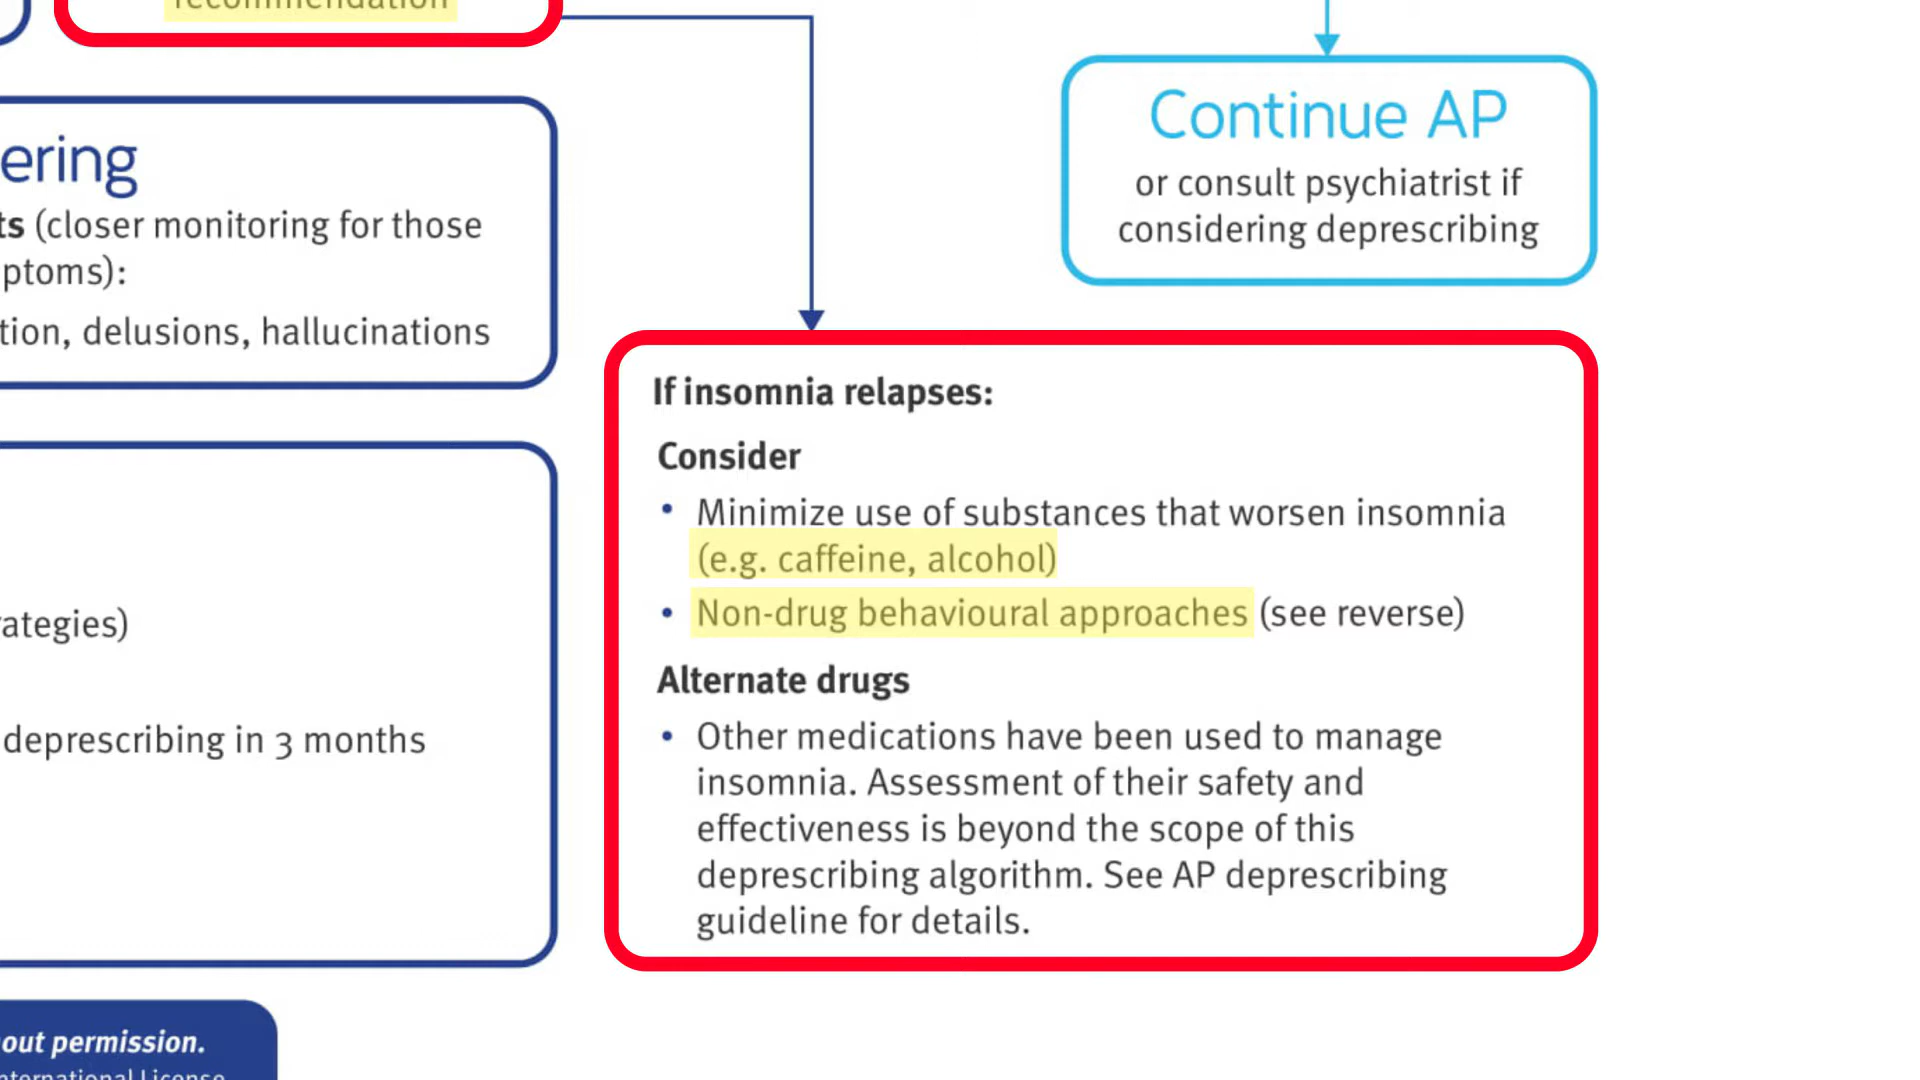 recommendation
Continue AP
or consult psychiatrist if
considering deprescribing
ering
ts (closer monitoring for those
ptoms):
tion, delusions, hallucinations
If insomnia relapses:
Consider
• Minimize use of substances that worsen insomnia
(e.g. caffeine, alcohol)
• Non-drug behavioural approaches (see reverse)
Alternate drugs
• Other medications have been used to manage
insomnia. Assessment of their safety and
effectiveness is beyond the scope of this
deprescribing algorithm. See AP deprescribing
guideline for details.
ategies)
deprescribing in 3 months
out permission.
nternational License